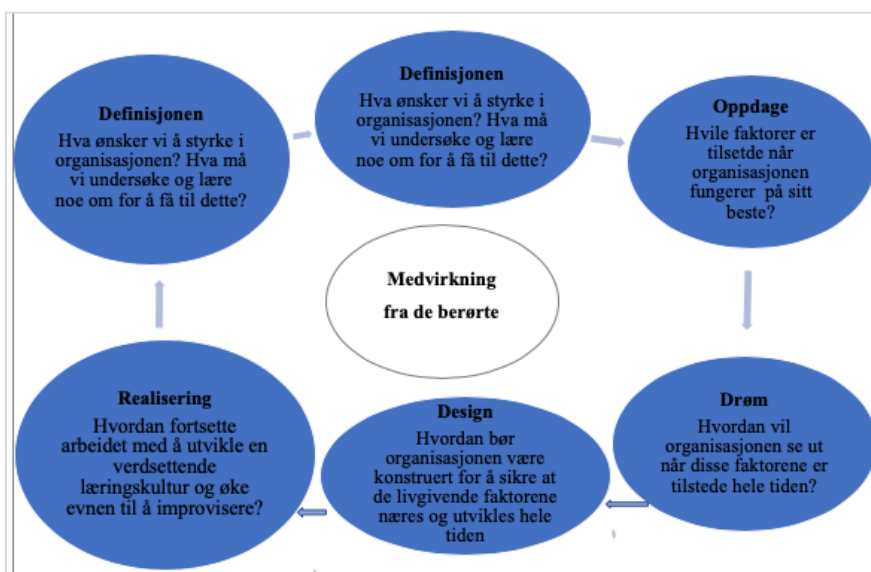 Definisjonen
Hva ønsker vi å styrke i
organisasjonen? Hva må
vi undersøke og lære
noe om for å få til dette?
Definisjonen
Hva ønsker vi å styrke i
organisasjonen? Hva må
vi undersøke og lære
noe om for å få til dette?
Oppdage
Hvile faktorer er
tilsetde når
organisasjonen
fungerer på sitt
beste?
Medvirkning
fra de berørte
Realisering
Hvordan fortsette
arbeidet med å utvikle en
verdsettende
læringskultur og øke
evnen til å improvisere?
Design
Hvordan bør
organisasjonen være
konstruert for å sikre at
de livgivende faktorene
næres og utvikles hele
tiden
Drøm
Hvordan vil
organisasjonen se ut
når disse faktorene er
tilstede hele tiden?